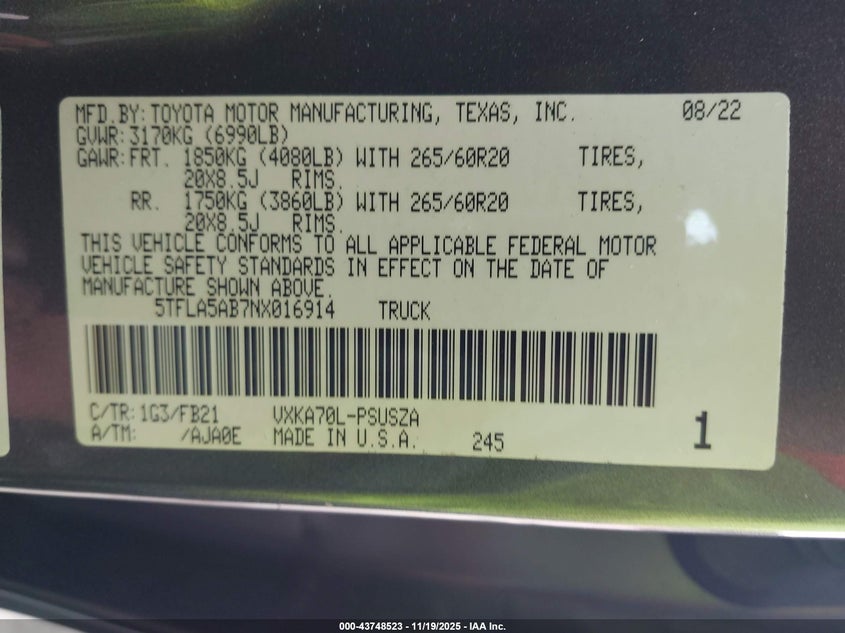 MFD.BY: TOYOTA MOTOR MANUFACTURING, TEXAS, INC. 08/22
GVWR: 3170KG (6990LB)
GAWR: FRT. 1850KG (4080LB) WITH 265/60R20 TIRES,
20X8.5J RIMS.
RR. 1750KG (3860LB) WITH 265/60R20 TIRES,
20X8.5J RIMS.
THIS VEHICLE CONFORMS TO ALL APPLICABLE FEDERAL MOTOR
VEHICLE SAFETY STANDARDS IN EFFECT ON THE DATE OF
MANUFACTURE SHOWN ABOVE.
5TFLA5AB7NX016914 TRUCK
C/TR: 1G3/FB21 VXKA70L-PSUSZA
A/TM: /AJA0E MADE IN U.S.A. 245 1
000-43748523 - 11/19/2025 - IAA Inc.